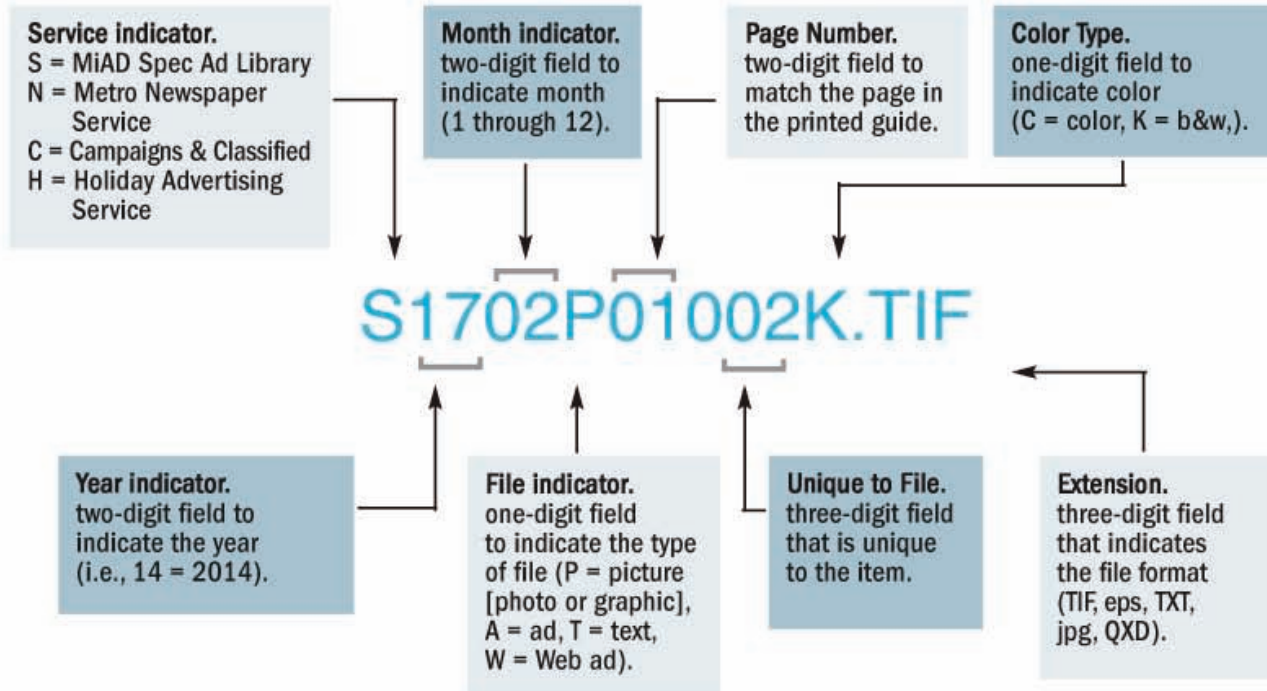 Service indicator.
S = MiAD Spec Ad Library
N = Metro Newspaper
Service
C = Campaigns & Classified
H = Holiday Advertising
Service
Month indicator.
two-digit field to
indicate month
(1 through 12).
Page Number.
two-digit field to
match the page in
the printed guide.
Color Type.
one-digit field to
indicate color
(C = color, K = b&w,).
S1702P01002K.TIF
Year indicator.
two-digit field to
indicate the year
(i.e., 14 = 2014).
File indicator.
one-digit field
to indicate the type
of file (P = picture
[photo or graphic],
A = ad, T = text,
W = Web ad).
Unique to File.
three-digit field
that is unique
to the item.
Extension.
three-digit field
that indicates
the file format
(TIF, eps, TXT,
jpg, QXD).